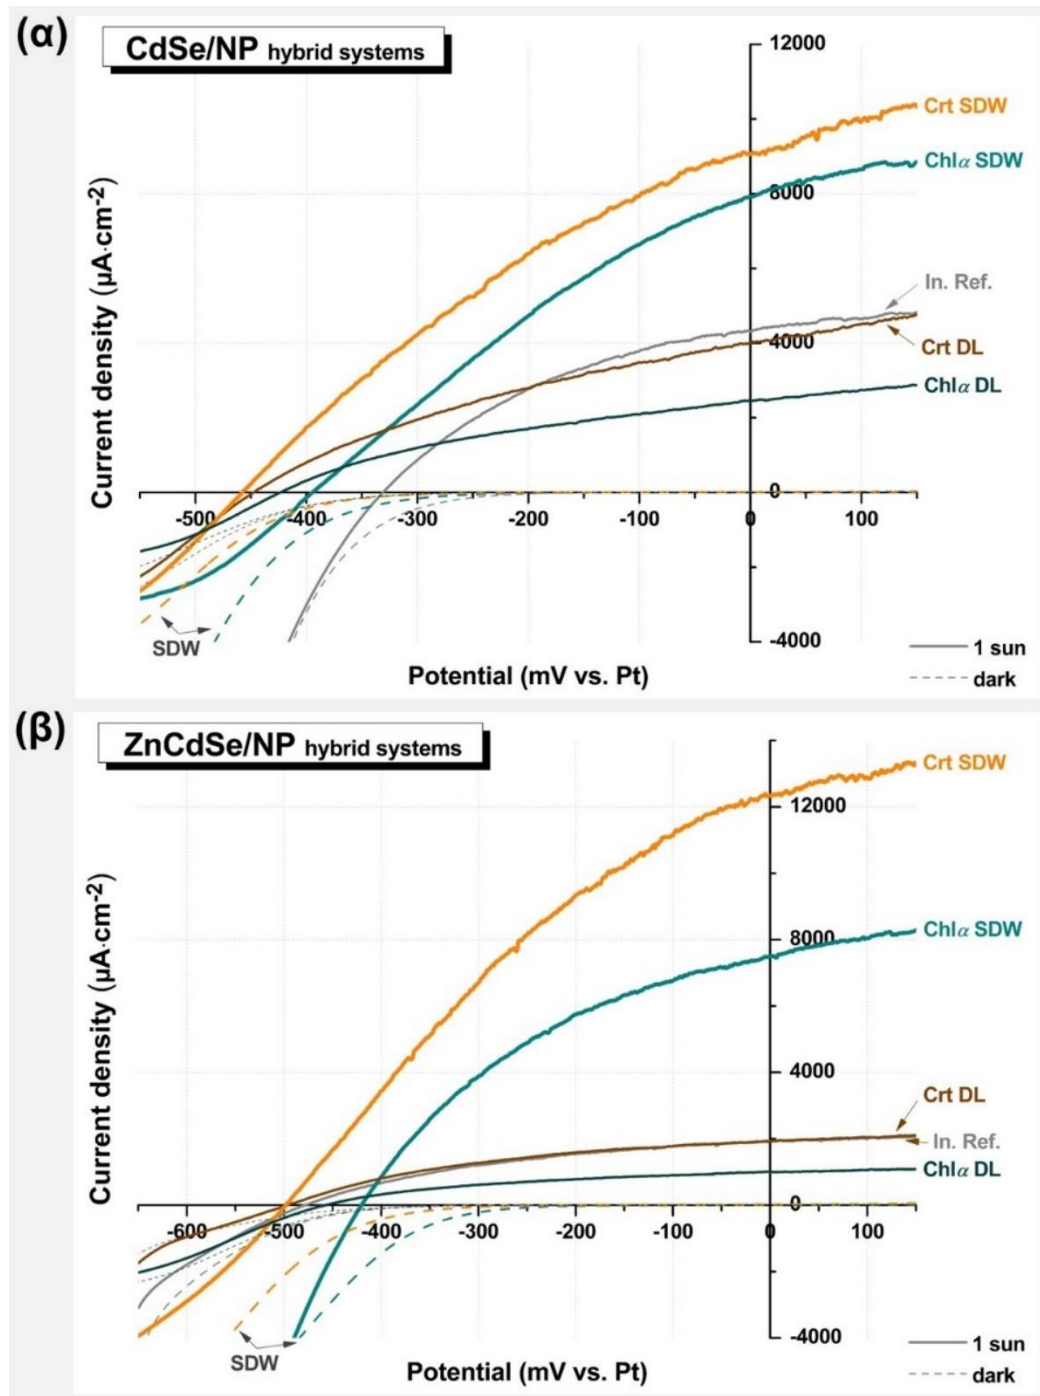 (α)
CdSe/NP hybrid systems
12000
Crt SDW
Chlα SDW
8000
In. Ref.
4000
Crt DL
Chlα DL
Current density (µA·cm-2)
0
-500 -400 -300 -200 -100 0 100
SDW
-4000
1 sun
Potential (mV vs. Pt)
dark
(β)
ZnCdSe/NP hybrid systems
Crt SDW
12000
Chlα SDW
8000
4000
Crt DL
In. Ref.
Chlα DL
Current density (µA·cm-2)
0
-600 -500 -400 -300 -200 -100 0 100
-4000
SDW
1 sun
Potential (mV vs. Pt)
dark